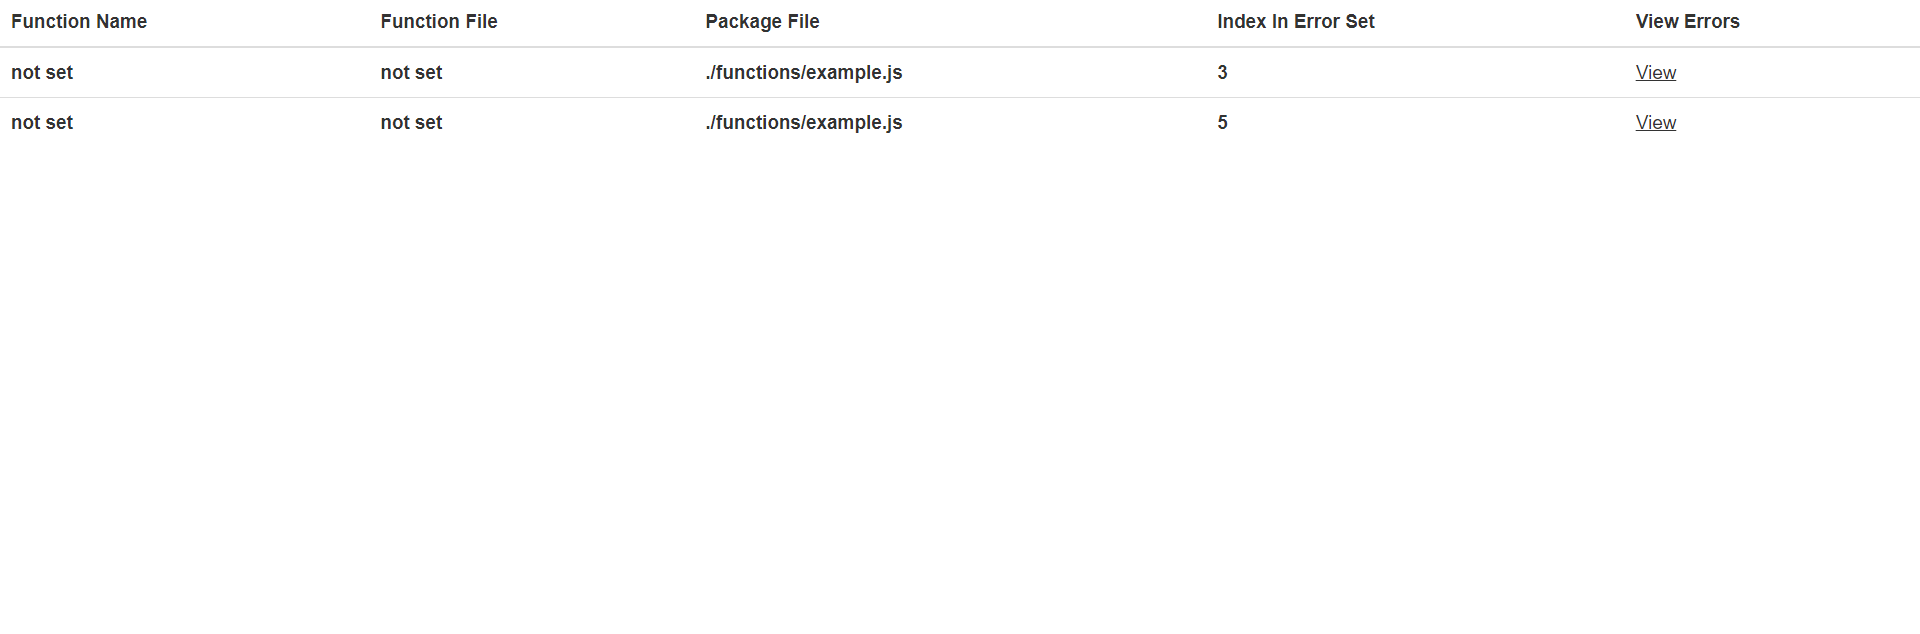 Function Name Function File Package File Index In Error Set View Errors
not set not set ./functions/example.js 3 View
not set not set ./functions/example.js 5 View